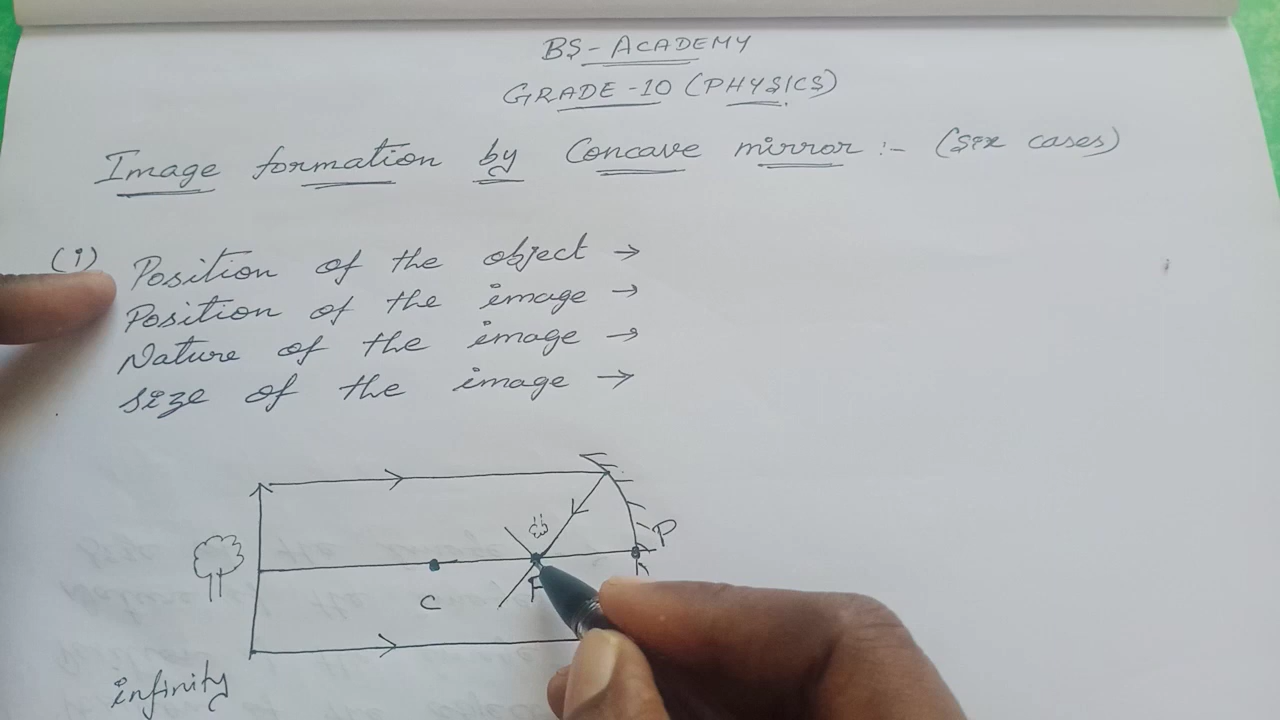 BS-ACADEMY
GRADE-10 (PHYSICS)
Image formation by Concave mirror :- (Six cases)
(i) Position of the object →
Position of the image →
Nature of the image →
size of the image →
P
C
F
infinity